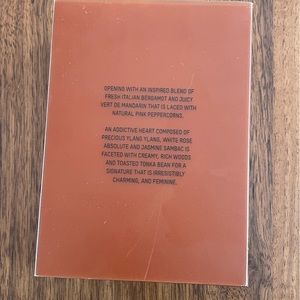 OPENING WITH AN INSPIRED BLEND OF
FRESH ITALIAN BERGAMOT AND JUICY
VERT DE MANDARIN THAT IS LACED WITH
NATURAL PINK PEPPERCORNS.
AN ADDICTIVE HEART COMPOSED OF
PRECIOUS YLANG YLANG, WHITE ROSE
ABSOLUTE AND JASMINE SAMBAC IS
FACETED WITH CREAMY, RICH WOODS
AND TOASTED TONKA BEAN FOR A
SIGNATURE THAT IS IRRESISTIBLY
CHARMING, AND FEMININE.